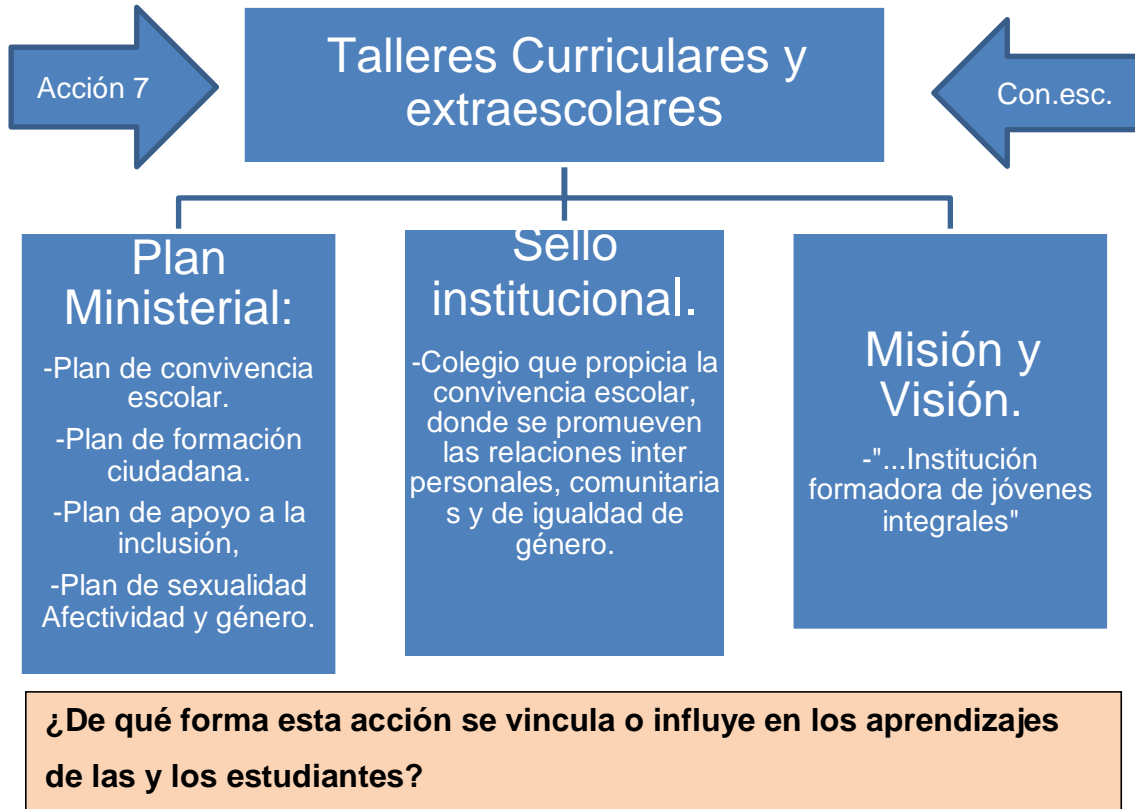 Acción 7
Talleres Curriculares y
extraescolares
Con.esc.
Plan
Ministerial:
-Plan de convivencia
escolar.
-Plan de formación
ciudadana.
-Plan de apoyo a la
inclusión,
-Plan de sexualidad
Afectividad y género.
Sello
institucional.
-Colegio que propicia la
convivencia escolar,
donde se promueven
las relaciones inter
personales, comunitaria
s y de igualdad de
género.
Misión y
Visión.
-"...Institución
formadora de jóvenes
integrales"
¿De qué forma esta acción se vincula o influye en los aprendizajes
de las y los estudiantes?